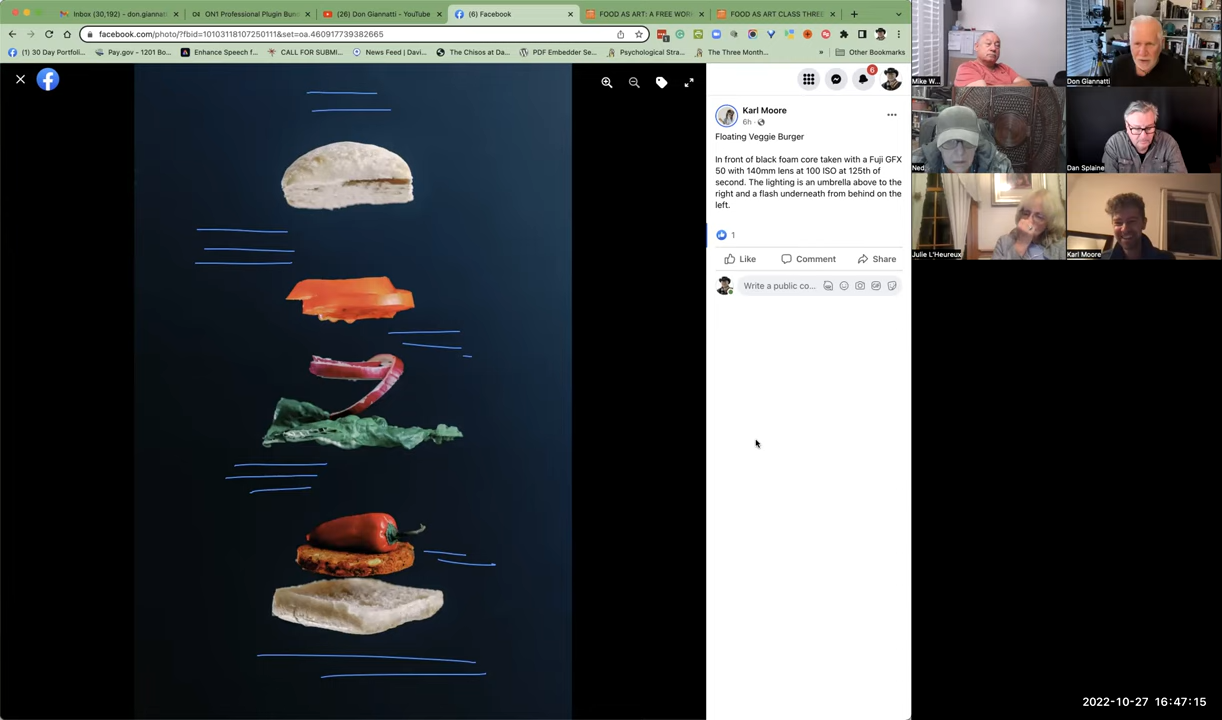 Inbox (30,192) - don.giannat
ON1 Professional Plugin Bun
(26) Don Giannatti - YouTube
(6) Facebook
FOOD AS ART: A FREE WOR
FOOD AS ART CLASS THREE
facebook.com/photo/?fbid=10103118107250111&set=oa.460917739382665
(1) 30 Day Portfoli...
Pay.gov - 1201 Bo...
Enhance Speech f...
CALL FOR SUBMI...
News Feed | Davi...
The Chisos at Da...
PDF Embedder Se...
Psychological Stra...
The Three Month...
Other Bookmarks
6
Karl Moore
6h
Floating Veggie Burger
In front of black foam core taken with a Fuji GFX
50 with 140mm lens at 100 ISO at 125th of
second. The lighting is an umbrella above to the
right and a flash underneath from behind on the
left.
1
Like
Comment
Share
Write a public co...
Mike W...
Don Giannatti
Ned
Dan Splaine
Julie L'Heureux
Karl Moore
2022-10-27 16:47:15